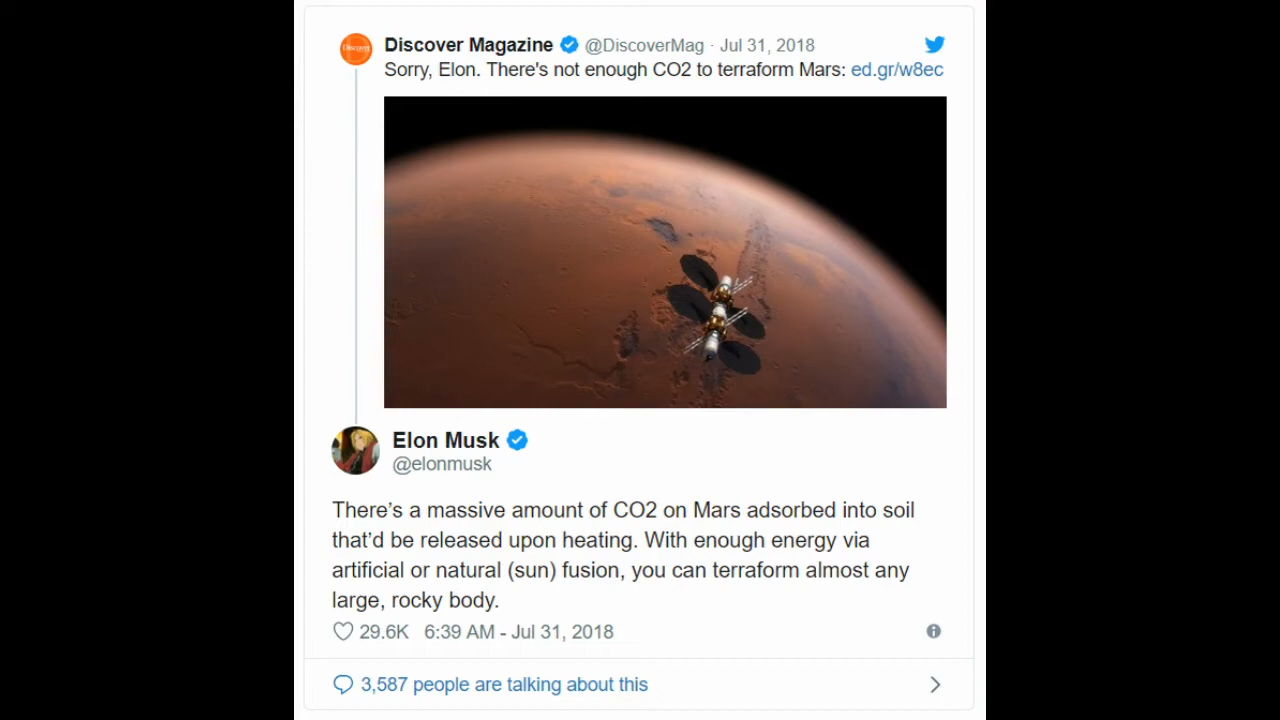 Discover Magazine @DiscoverMag · Jul 31, 2018
Sorry, Elon. There's not enough CO2 to terraform Mars: ed.gr/w8ec
Elon Musk
@elonmusk
There's a massive amount of CO2 on Mars adsorbed into soil
that'd be released upon heating. With enough energy via
artificial or natural (sun) fusion, you can terraform almost any
large, rocky body.
29.6K 6:39 AM - Jul 31, 2018
3,587 people are talking about this